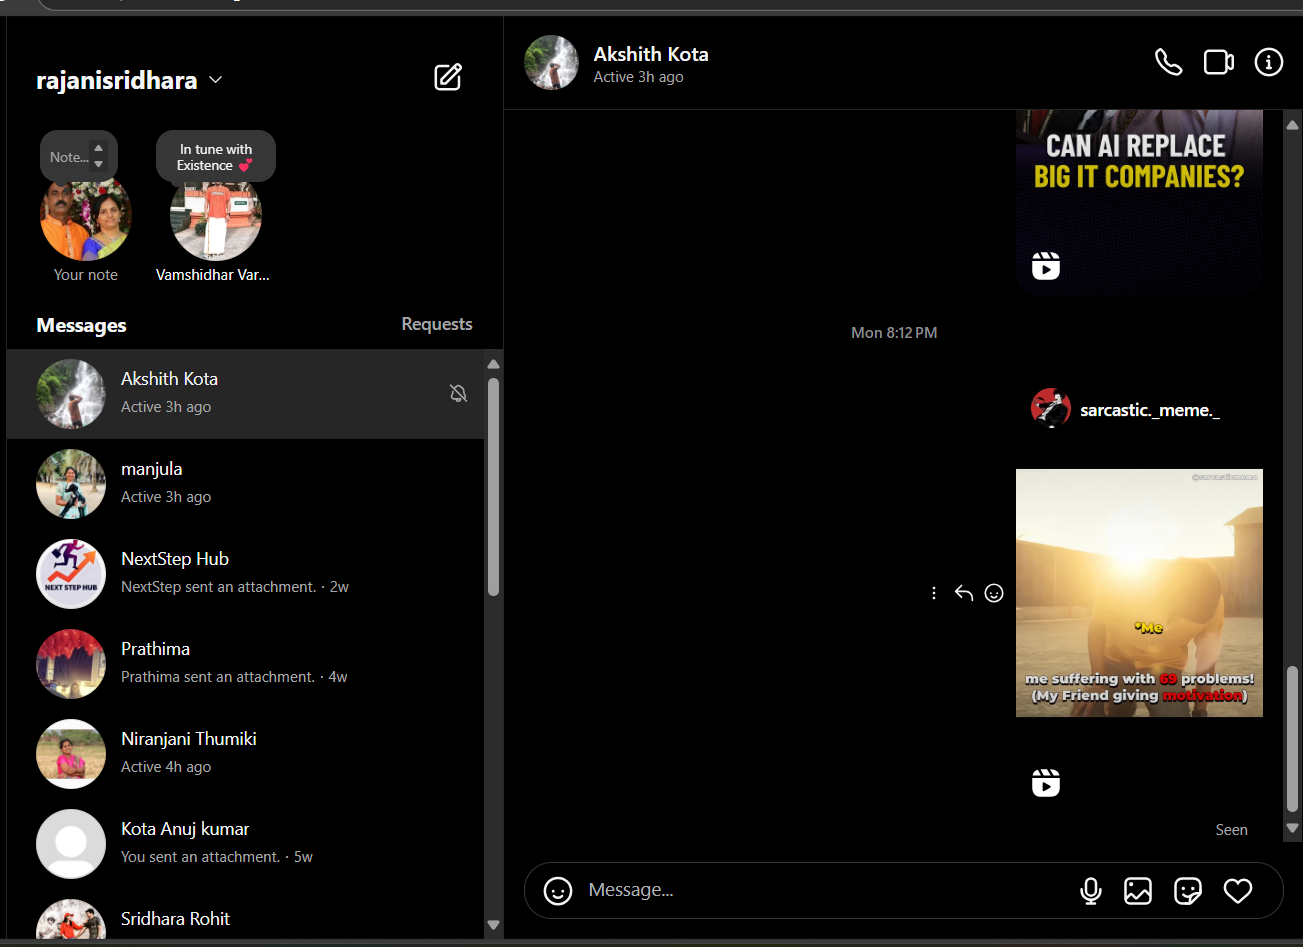 rajanisridhara
Note...
In tune with
Existence 💕
Your note
Vamshidhar Var...
Messages
Requests
Akshith Kota
Active 3h ago
manjula
Active 3h ago
NextStep Hub
NextStep sent an attachment. · 2w
NEXT STEP HUB
Prathima
Prathima sent an attachment. · 4w
Niranjani Thumiki
Active 4h ago
Kota Anuj kumar
You sent an attachment. · 5w
Sridhara Rohit
Akshith Kota
Active 3h ago
CAN AI REPLACE
BIG IT COMPANIES?
Mon 8:12 PM
sarcastic._meme._
*Me
me suffering with 69 problems!
(My Friend giving motivation)
Seen
Message...